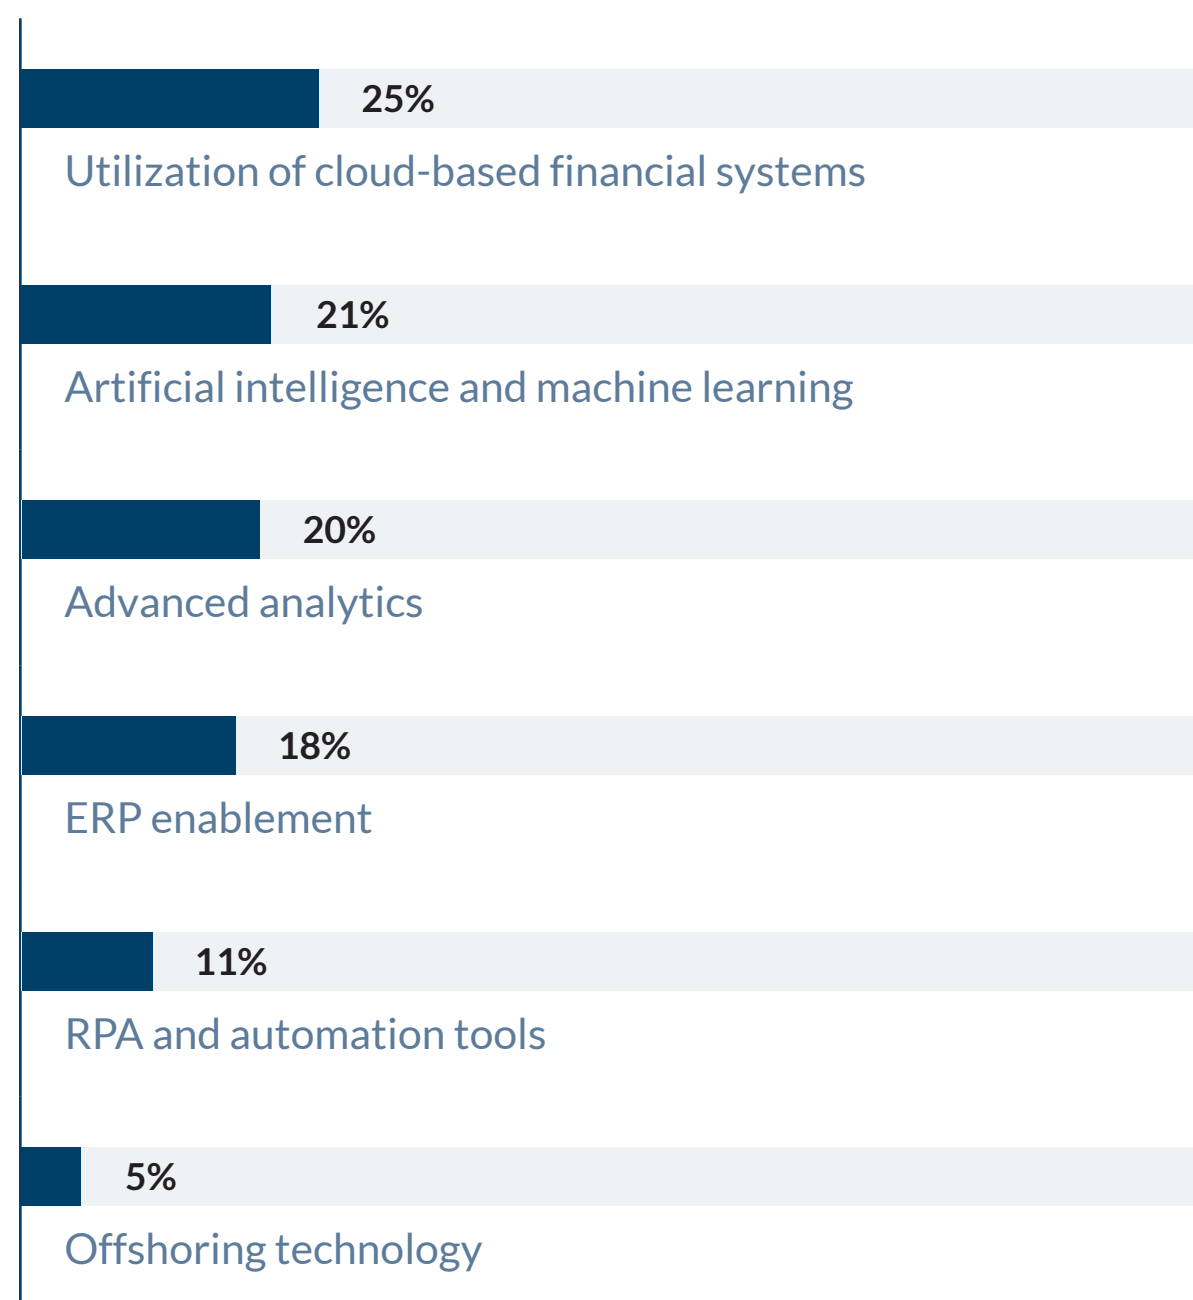 25%
Utilization of cloud-based financial systems
21%
Artificial intelligence and machine learning
20%
Advanced analytics
18%
ERP enablement
11%
RPA and automation tools
5%
Offshoring technology